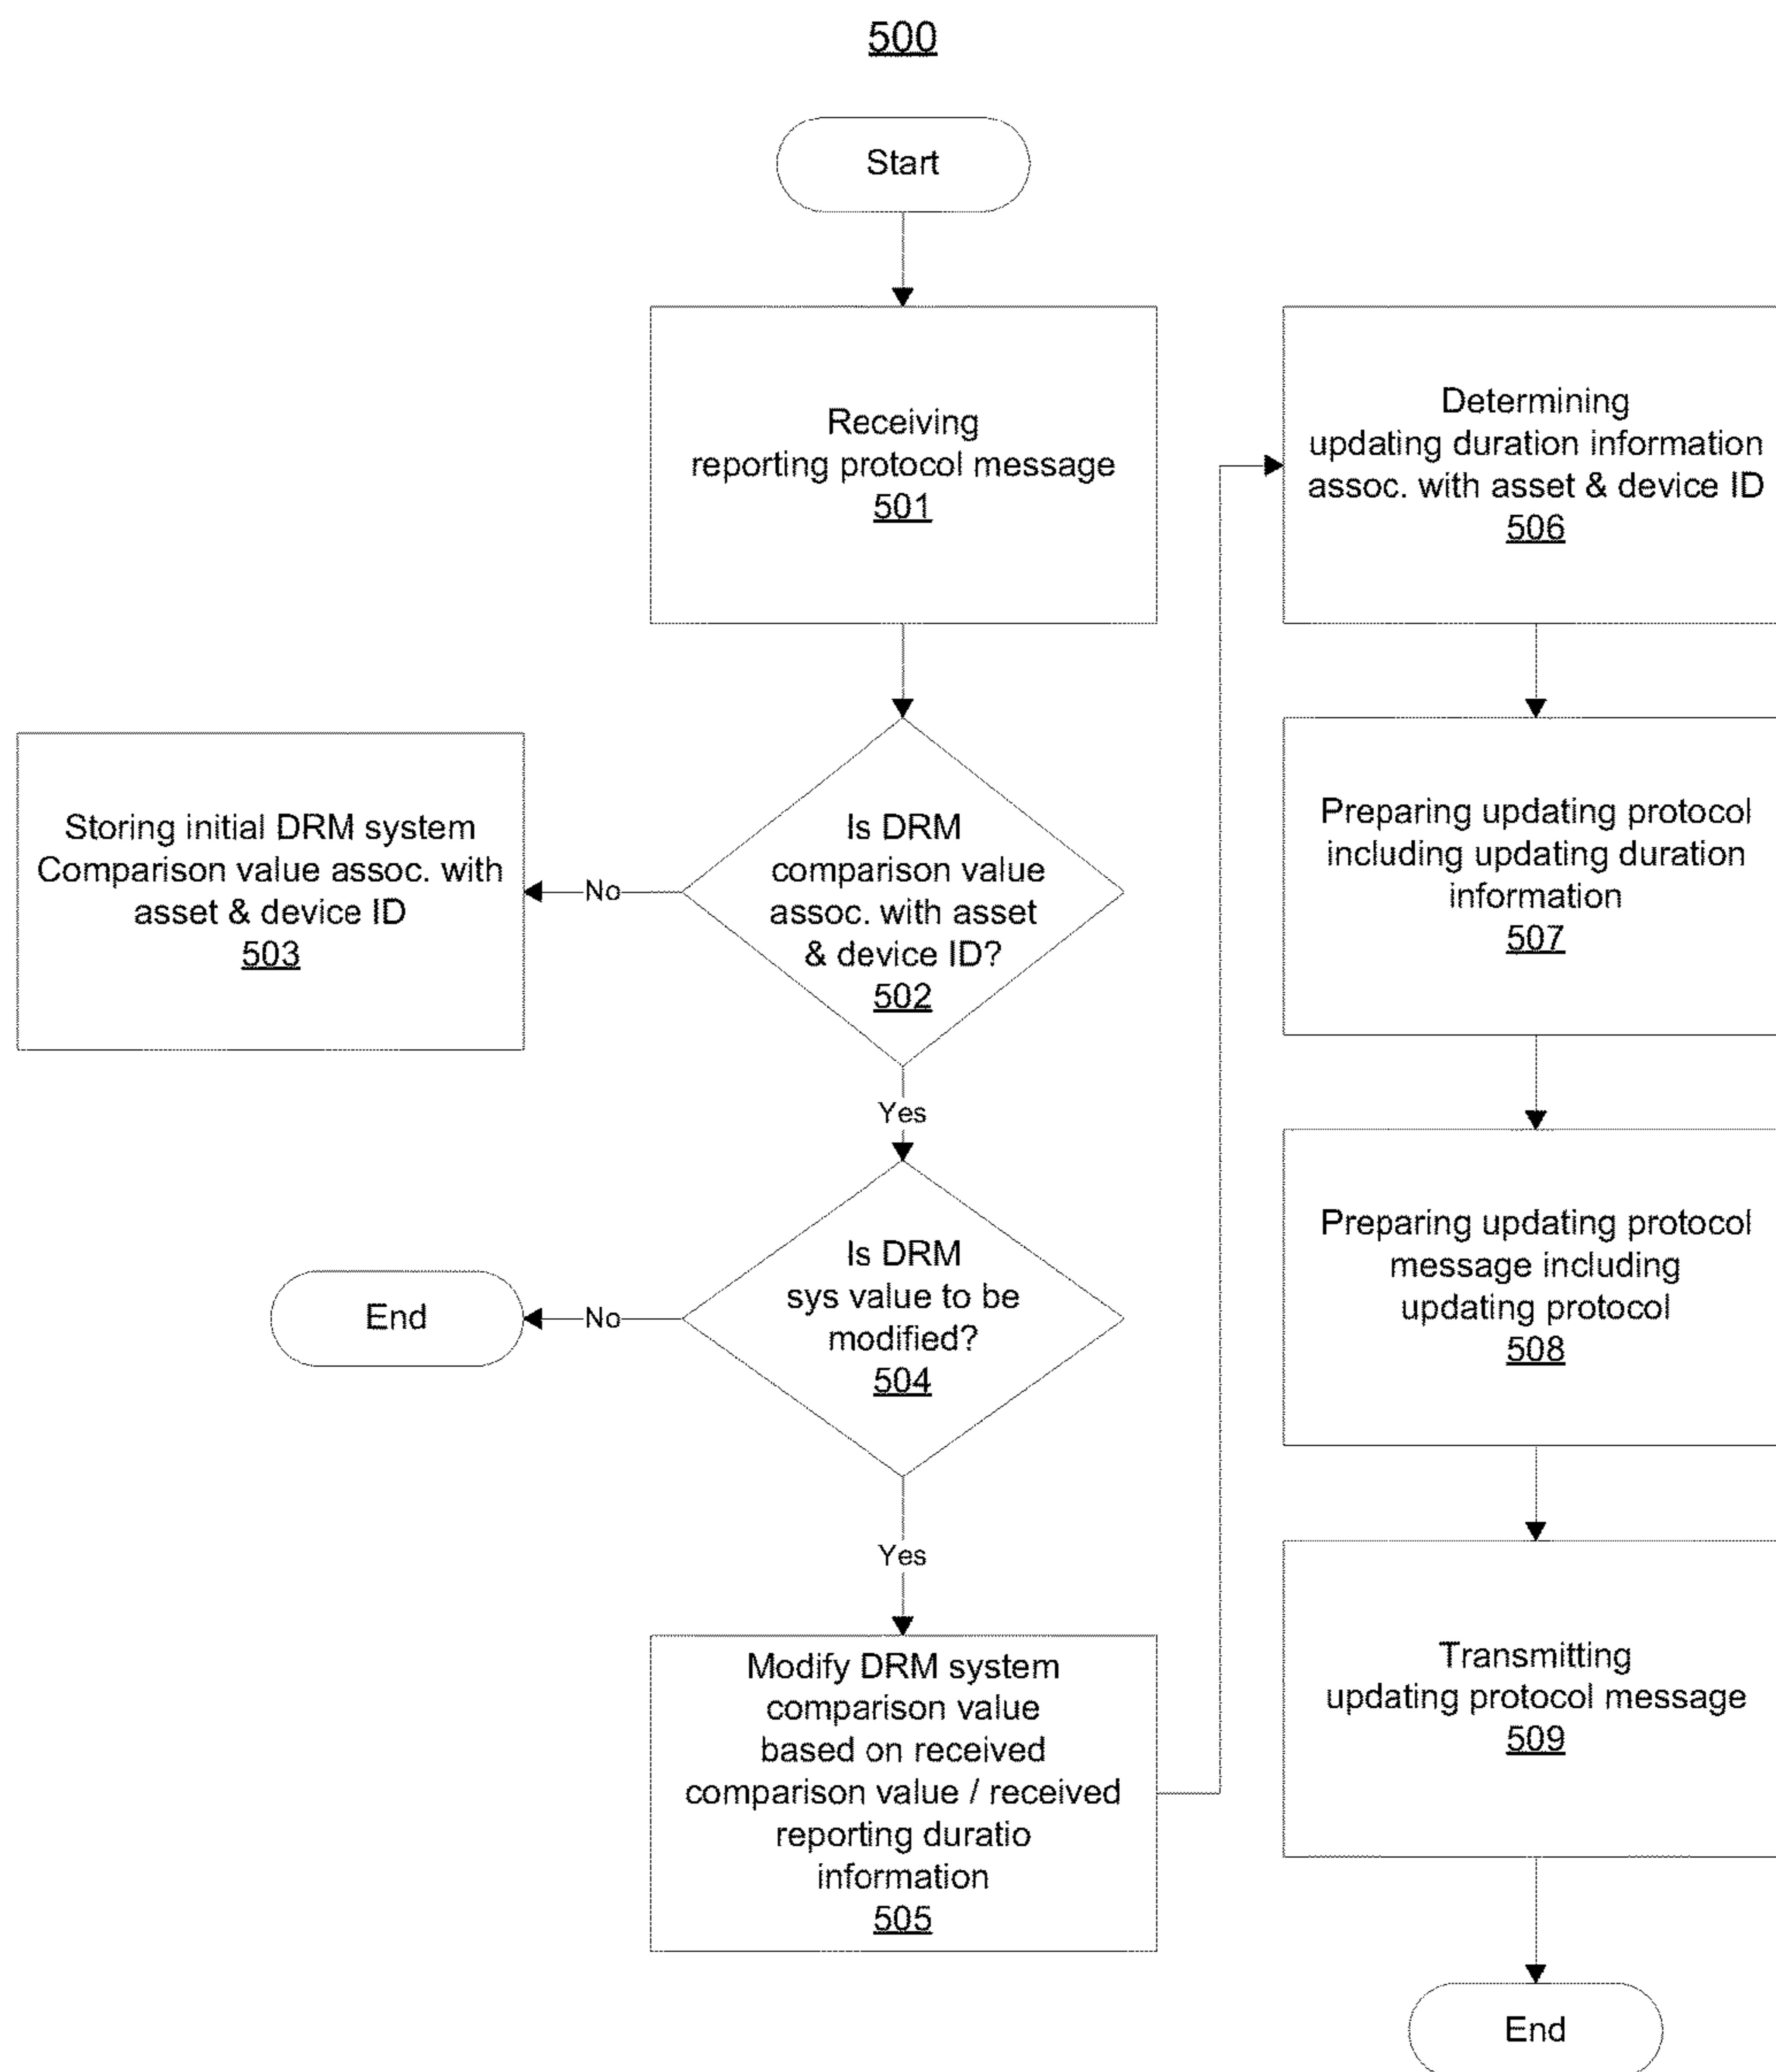 500
Start
Receiving
reporting protocol message
501
Is DRM
comparison value
assoc. with asset
& device ID?
502
No
Storing initial DRM system
Comparison value assoc. with
asset & device ID
503
Yes
Is DRM
sys value to be
modified?
504
No
End
Yes
Modify DRM system
comparison value
based on received
comparison value / received
reporting duratio
information
505
Determining
updating duration information
assoc. with asset & device ID
506
Preparing updating protocol
including updating duration
information
507
Preparing updating protocol
message including
updating protocol
508
Transmitting
updating protocol message
509
End